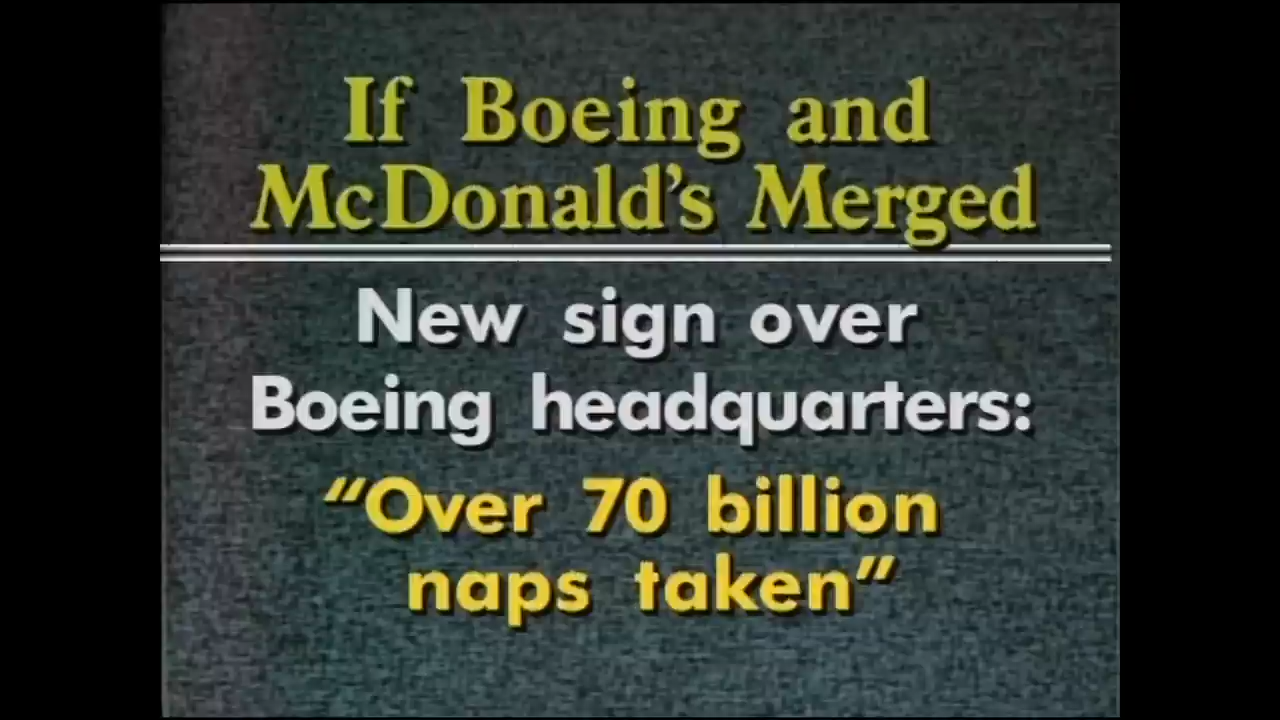 If Boeing and
McDonald's Merged
New sign over
Boeing headquarters:
“Over 70 billion
naps taken”